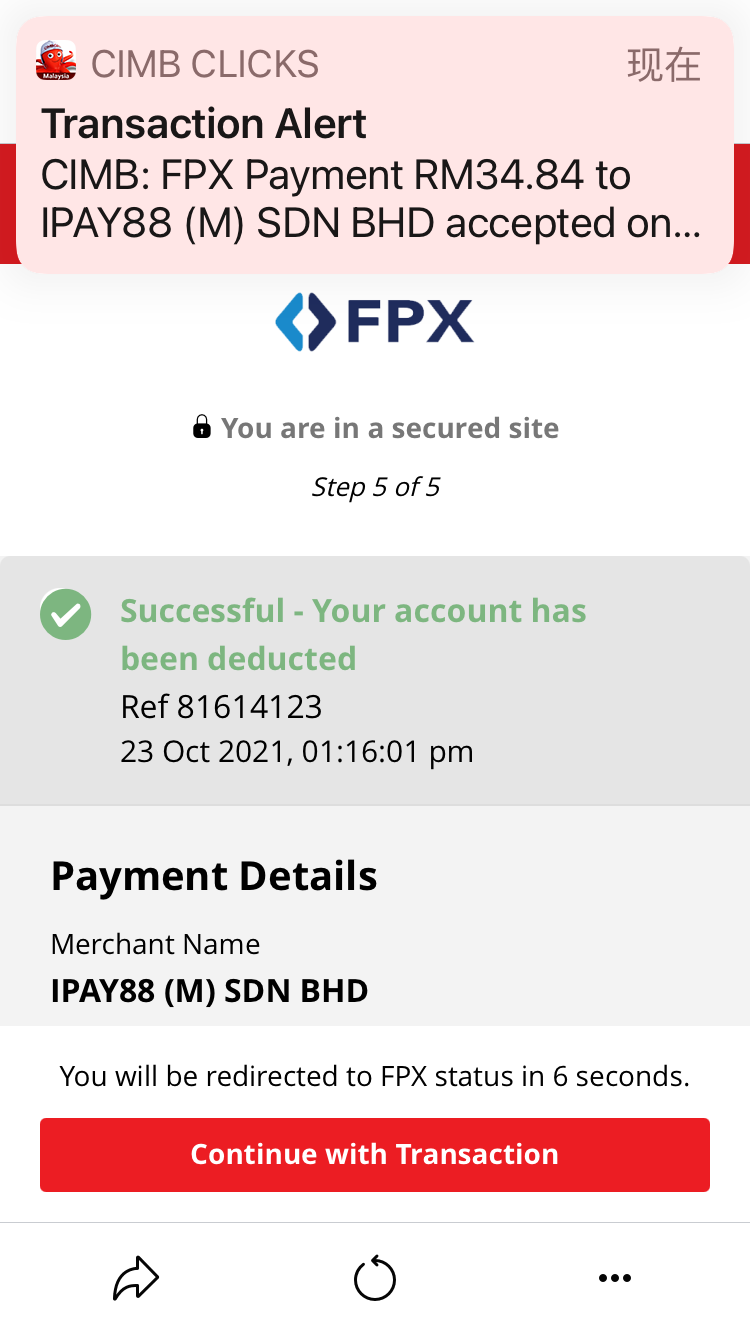 CIMB CLICKS 现在
Transaction Alert
CIMB: FPX Payment RM34.84 to
IPAY88 (M) SDN BHD accepted on...
FPX
You are in a secured site
Step 5 of 5
Successful - Your account has
been deducted
Ref 81614123
23 Oct 2021, 01:16:01 pm
Payment Details
Merchant Name
IPAY88 (M) SDN BHD
You will be redirected to FPX status in 6 seconds.
Continue with Transaction